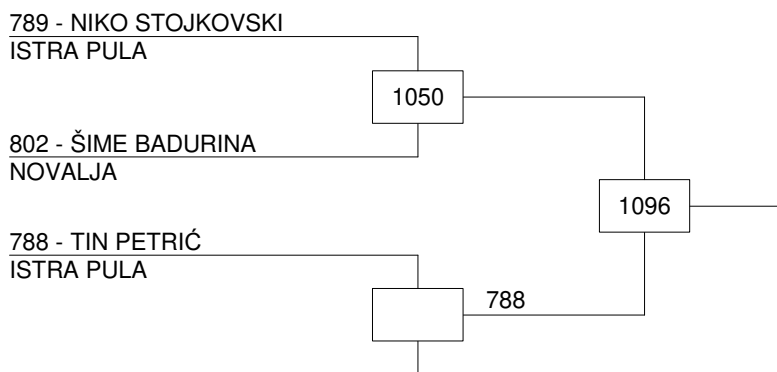 789 - NIKO STOJKOVSKI
ISTRA PULA
1050
802 - ŠIME BADURINA
NOVALJA
1096
788 - TIN PETRIĆ
ISTRA PULA
788